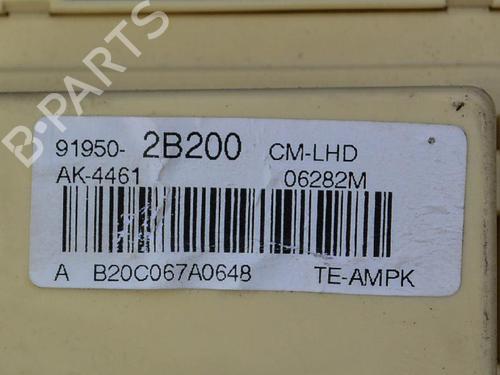 B-PARTS
91950- 2B200 CM-LHD
AK-4461 06282M
A B20C067A0648 TE-AMPK